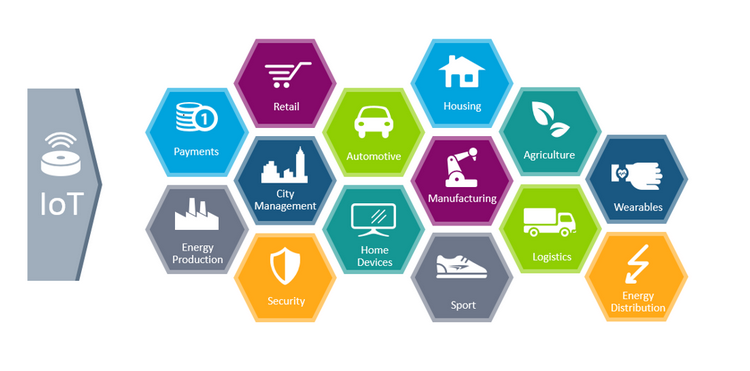 IoT
Payments
1
Retail
Automotive
Housing
Agriculture
City
Management
Manufacturing
Wearables
Energy
Production
Home
Devices
Logistics
Security
Sport
Energy
Distribution